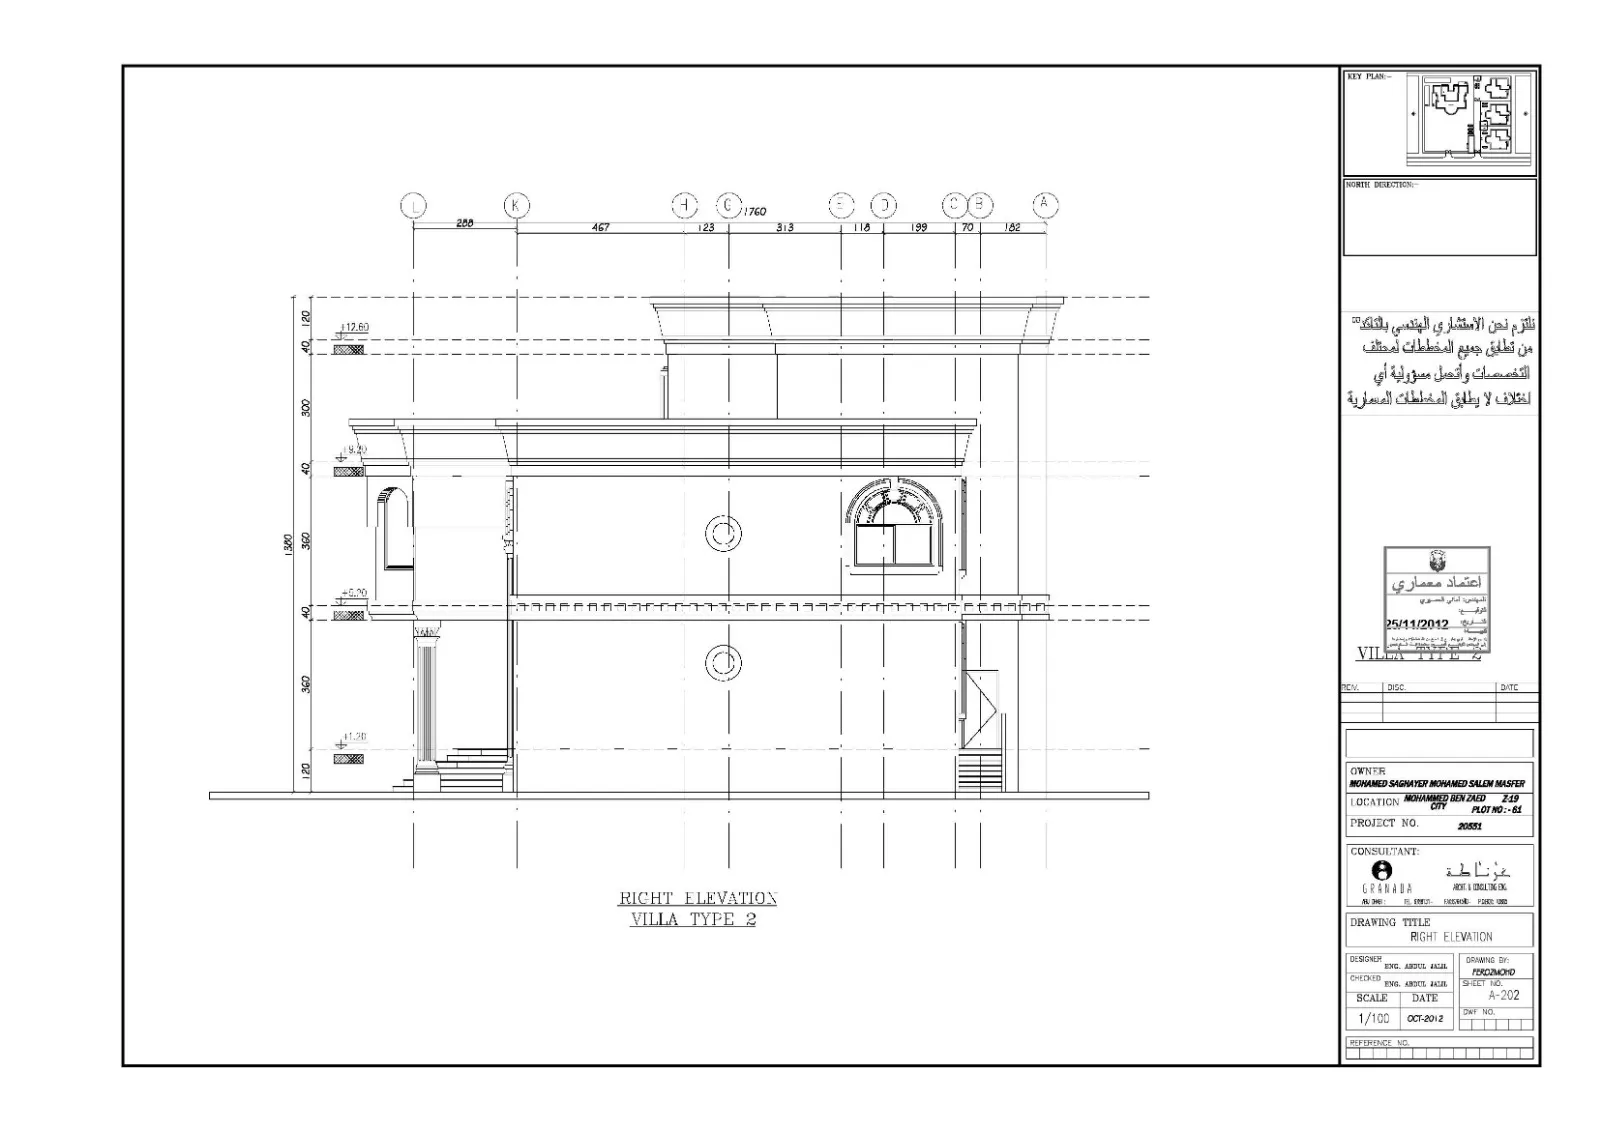 KEY PLAN:-
NORTH DIRECTION:-
L K H G E D C B A
1760
288 467 123 313 118 199 70 182
120
+12.60
40
300
+9.20
40
360
1380
40
360
+1.20
120
RIGHT ELEVATION
VILLA TYPE 2
نلتزم نحن الأستشاري الهندسي بالتأكد
من تطابق جميع المخططات لمختلف
التخصصات وأتحمل مسؤولية أي
اختلاف لا يطابق المخططات المعمارية
اعتماد معماري
25/11/2012
VILLA TYPE 2
REV. DISC. DATE
OWNER
MOHAMED SAGHAYER MOHAMED SALEM MASFER
LOCATION MOHAMMED BEN ZAED CITY Z-19
PLOT NO :- 61
PROJECT NO. 20551
CONSULTANT:
GRANADA غرناطة
ARCHIT. & CONSULTING ENG.
DRAWING TITLE
RIGHT ELEVATION
DESIGNER ENG. ABDUL JALIL
CHECKED ENG. ABDUL JALIL
SCALE DATE
1/100 OCT-2012
DRAWING BY:
FEROZMOHD
SHEET NO.
A-202
DWF NO.
REFERENCE NO.